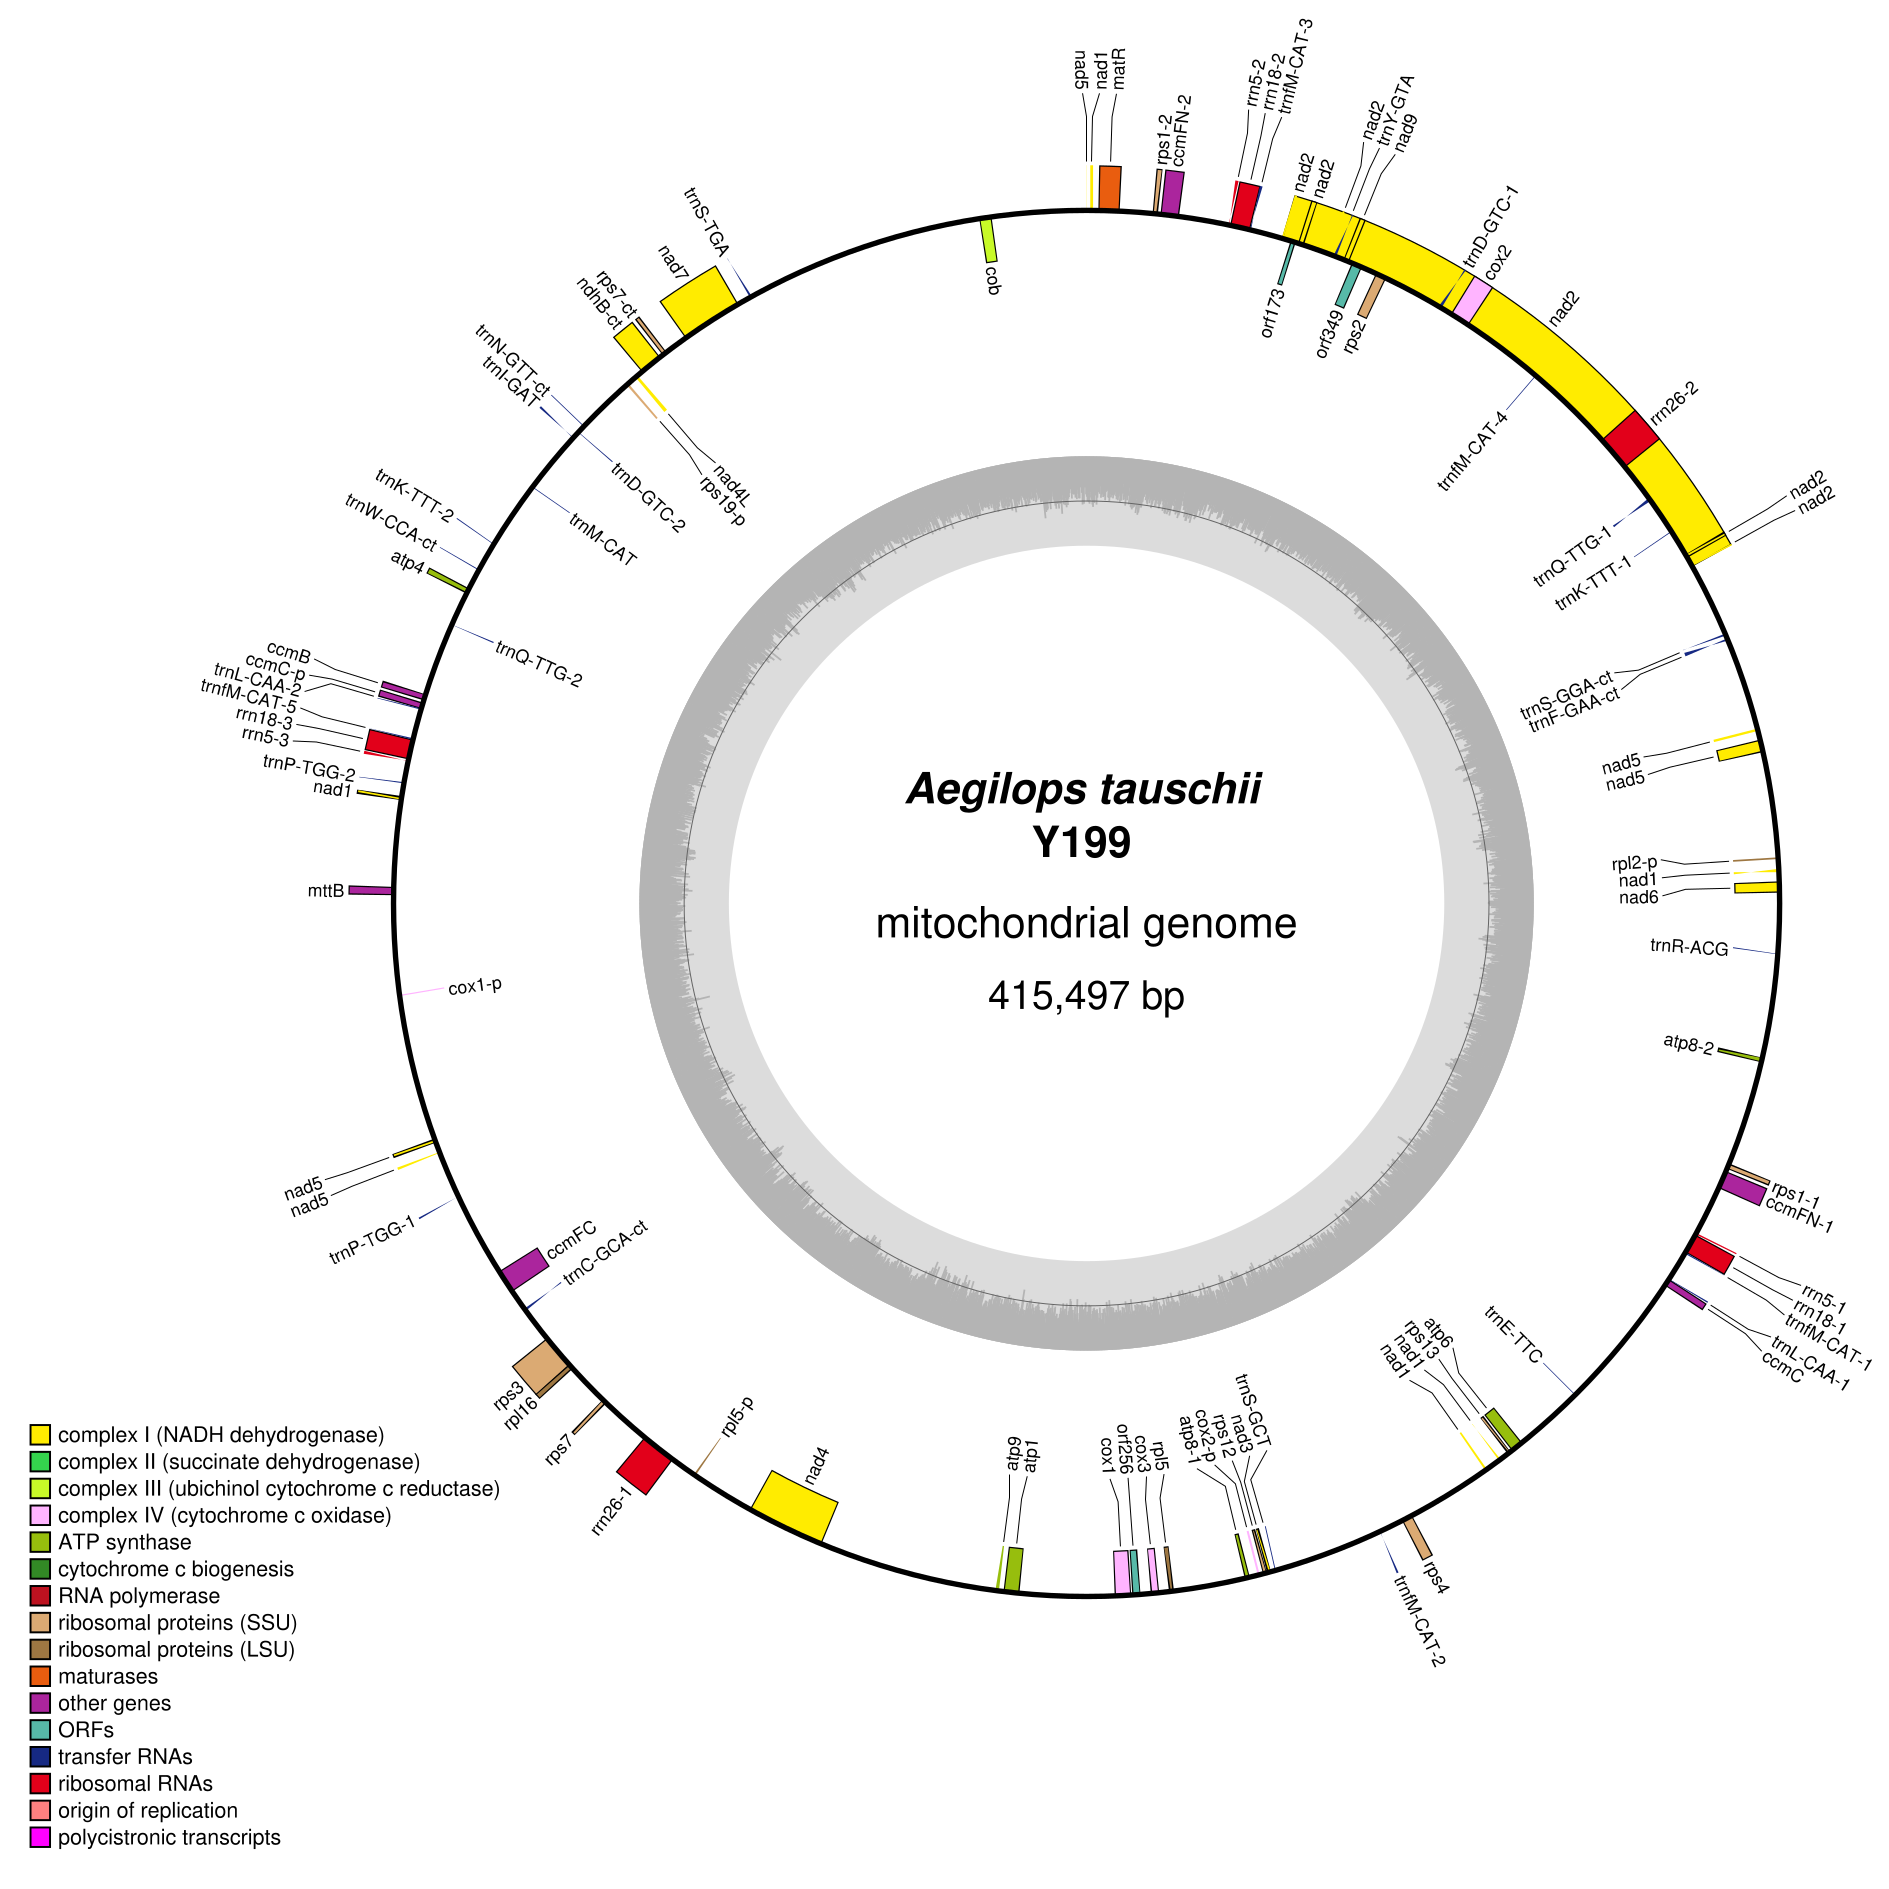 Aegilops tauschii
Y199
mitochondrial genome
415,497 bp
nad5
nad1
matR
rps1-2
ccmFN-2
rrn5-2
rrn18-2
trnfM-CAT-3
nad2
nad2
nad2
trnY-GTA
nad9
trnD-GTC-1
cox2
nad2
rrn26-2
nad2
nad2
orf173
orf349
rps2
trnfM-CAT-4
trnQ-TTG-1
trnK-TTT-1
trnS-GGA-ct
trnF-GAA-ct
nad5
nad5
rpl2-p
nad1
nad6
trnR-ACG
atp8-2
rps1-1
ccmFN-1
rrn5-1
rrn18-1
trnfM-CAT-1
trnL-CAA-1
ccmC
trnE-TTC
atp6
rps13
nad1
nad1
rps4
trnfM-CAT-2
trnS-GCT
nad3
rps12
cox2-p
atp8-1
rpl5
cox3
orf256
cox1
atp1
atp9
nad4
rpl5-p
rrn26-1
rps7
rpl16
rps3
trnC-GCA-ct
ccmFC
trnP-TGG-1
nad5
nad5
cox1-p
mttB
nad1
trnP-TGG-2
rrn5-3
rrn18-3
trnfM-CAT-5
trnL-CAA-2
ccmC-p
ccmB
trnQ-TTG-2
atp4
trnW-CCA-ct
trnK-TTT-2
trnM-CAT
trnD-GTC-2
trnI-GAT
trnN-GTT-ct
rps19-p
nad4L
ndhB-ct
rps7-ct
nad7
trnS-TGA
cob
complex I (NADH dehydrogenase)
complex II (succinate dehydrogenase)
complex III (ubichinol cytochrome c reductase)
complex IV (cytochrome c oxidase)
ATP synthase
cytochrome c biogenesis
RNA polymerase
ribosomal proteins (SSU)
ribosomal proteins (LSU)
maturases
other genes
ORFs
transfer RNAs
ribosomal RNAs
origin of replication
polycistronic transcripts